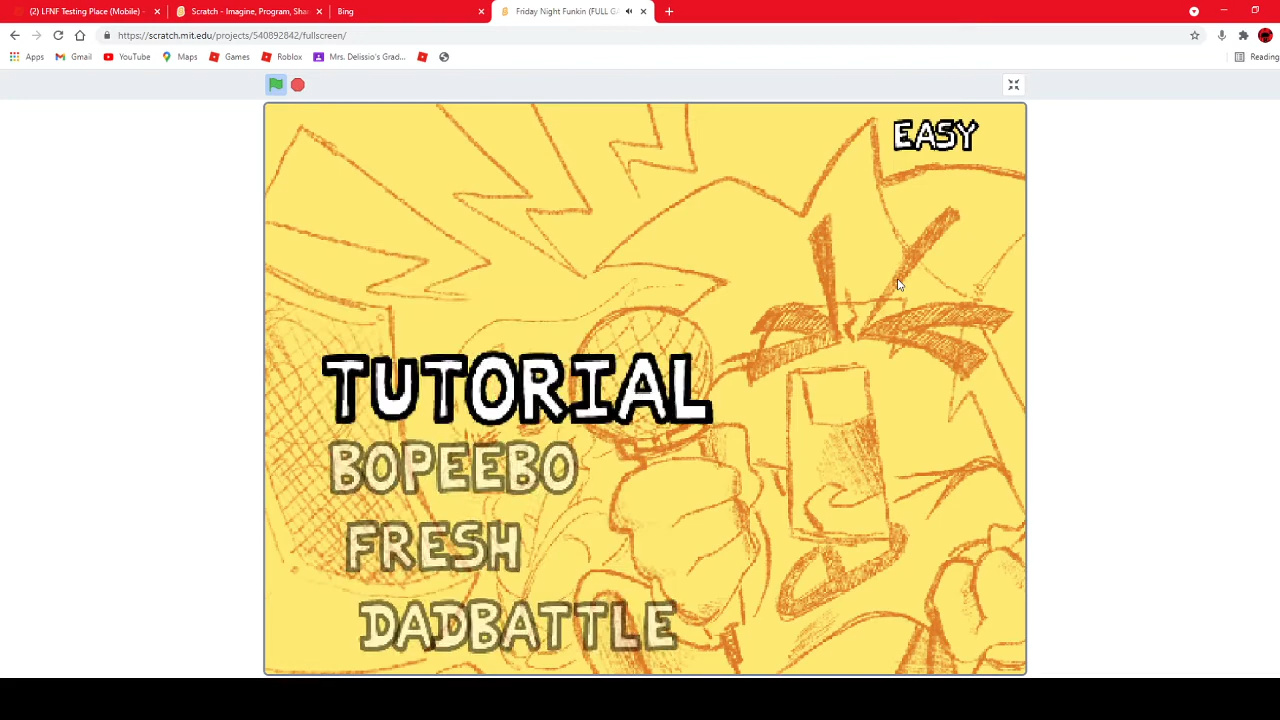 (2) LFNF Testing Place (Mobile) -
Scratch - Imagine, Program, Sha
Bing
Friday Night Funkin (FULL G
https://scratch.mit.edu/projects/540892842/fullscreen/
Apps
Gmail
YouTube
Maps
Games
Roblox
Mrs. Delissio's Grad...
Reading
EASY
TUTORIAL
BOPEEBO
FRESH
DADBATTLE